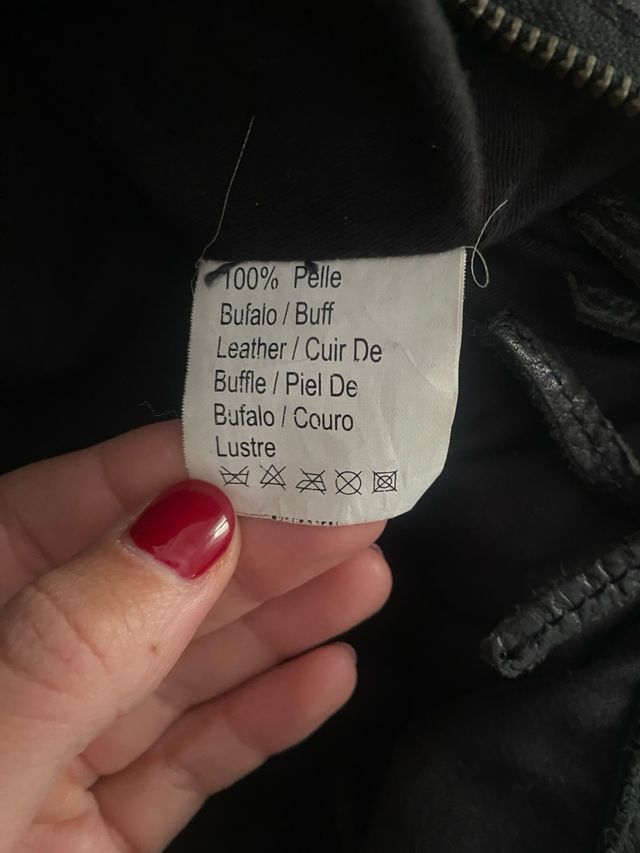 100% Pelle
Bufalo / Buff
Leather / Cuir De
Buffle / Piel De
Bufalo / Couro
Lustre